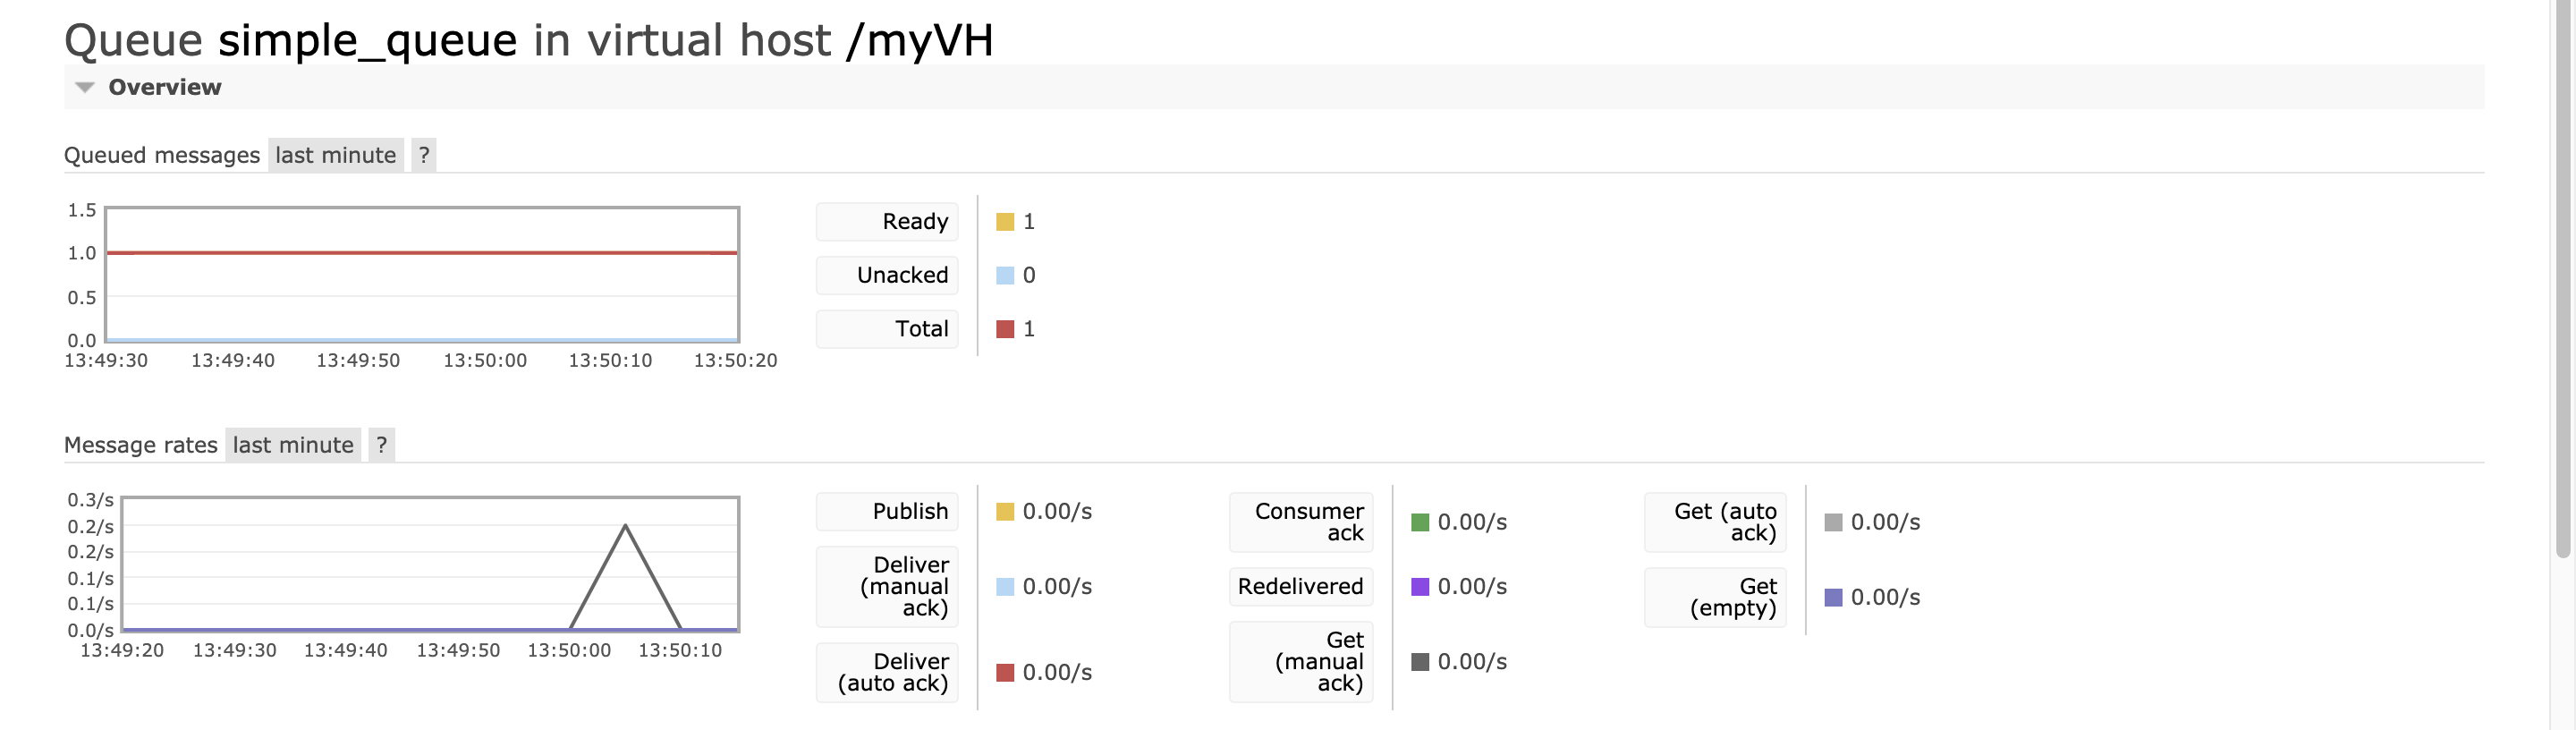 Queue simple_queue in virtual host /myVH
Overview
Queued messages last minute ?
1.5
1.0
0.5
0.0
13:49:30 13:49:40 13:49:50 13:50:00 13:50:10 13:50:20
Ready 1
Unacked 0
Total 1
Message rates last minute ?
0.3/s
0.2/s
0.2/s
0.1/s
0.1/s
0.0/s
13:49:20 13:49:30 13:49:40 13:49:50 13:50:00 13:50:10
Publish 0.00/s
Deliver
(manual 0.00/s
ack)
Deliver
(auto ack) 0.00/s
Consumer
ack 0.00/s
Redelivered 0.00/s
Get
(manual 0.00/s
ack)
Get (auto
ack) 0.00/s
Get
(empty) 0.00/s